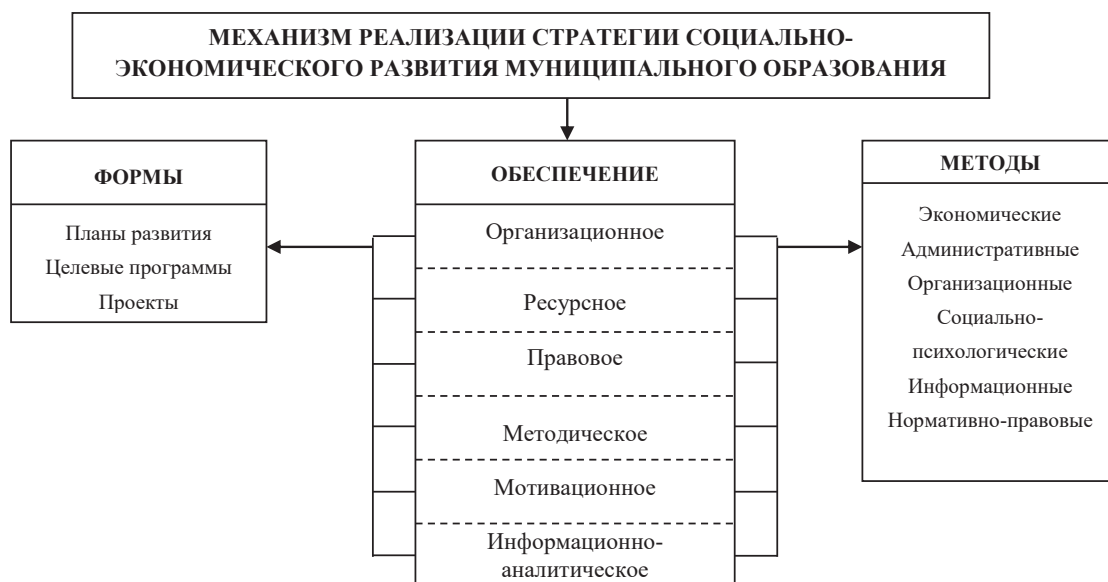 МЕХАНИЗМ РЕАЛИЗАЦИИ СТРАТЕГИИ СОЦИАЛЬНО-
ЭКОНОМИЧЕСКОГО РАЗВИТИЯ МУНИЦИПАЛЬНОГО ОБРАЗОВАНИЯ
ФОРМЫ
Планы развития
Целевые программы
Проекты
ОБЕСПЕЧЕНИЕ
Организационное
Ресурсное
Правовое
Методическое
Мотивационное
Информационно-
аналитическое
МЕТОДЫ
Экономические
Административные
Организационные
Социально-
психологические
Информационные
Нормативно-правовые